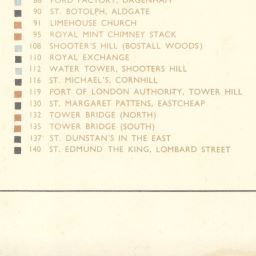 88 FORD FACTORY, DAGENHAM
90 ST. BOTOLPH, ALDGATE
91 LIMEHOUSE CHURCH
95 ROYAL MINT CHIMNEY STACK
108 SHOOTER'S HILL (BOSTALL WOODS)
110 ROYAL EXCHANGE
112 WATER TOWER, SHOOTERS HILL
116 ST. MICHAEL'S, CORNHILL
119 PORT OF LONDON AUTHORITY, TOWER HILL
130 ST. MARGARET PATTENS, EASTCHEAP
132 TOWER BRIDGE (NORTH)
135 TOWER BRIDGE (SOUTH)
137 ST. DUNSTAN'S IN THE EAST
140 ST. EDMUND THE KING, LOMBARD STREET